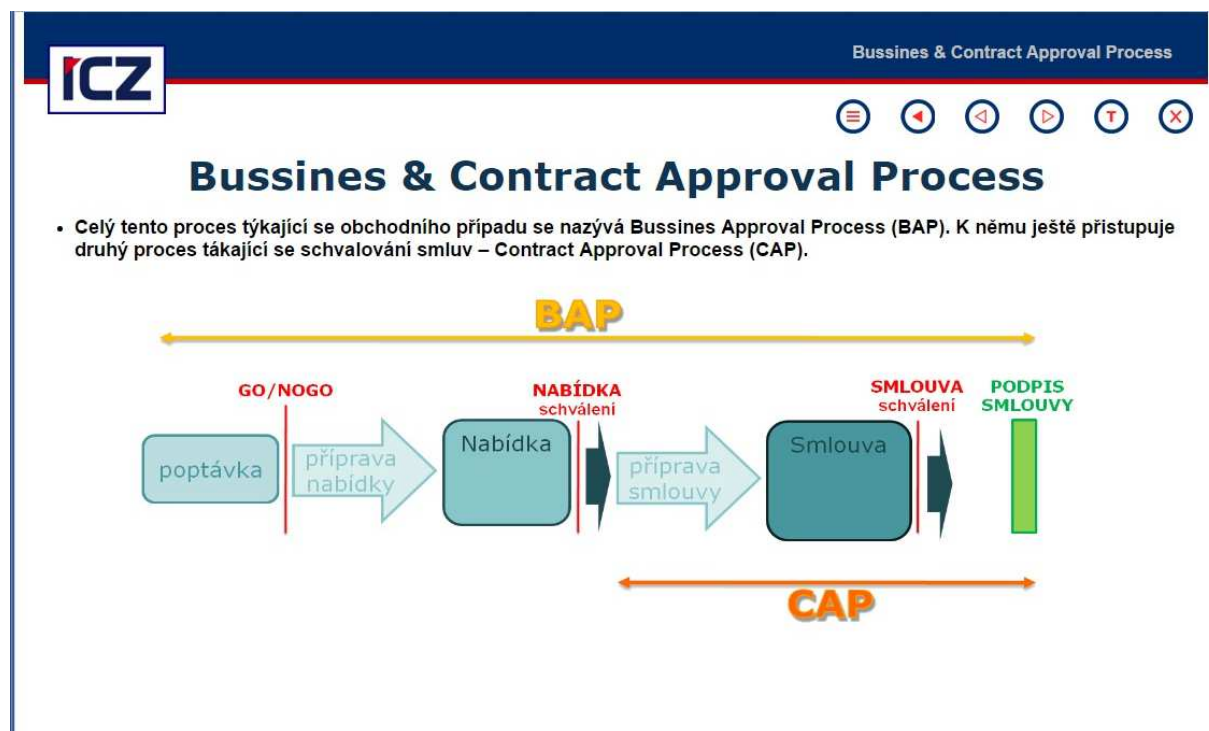 Bussines & Contract Approval Process
ICZ
T
Bussines & Contract Approval Process
• Celý tento proces týkající se obchodního případu se nazývá Bussines Approval Process (BAP). K němu ještě přistupuje
druhý proces tákající se schvalování smluv – Contract Approval Process (CAP).
BAP
GO/NOGO
NABÍDKA
schválení
SMLOUVA
schválení
PODPIS
SMLOUVY
poptávka
příprava
nabídky
Nabídka
příprava
smlouvy
Smlouva
CAP